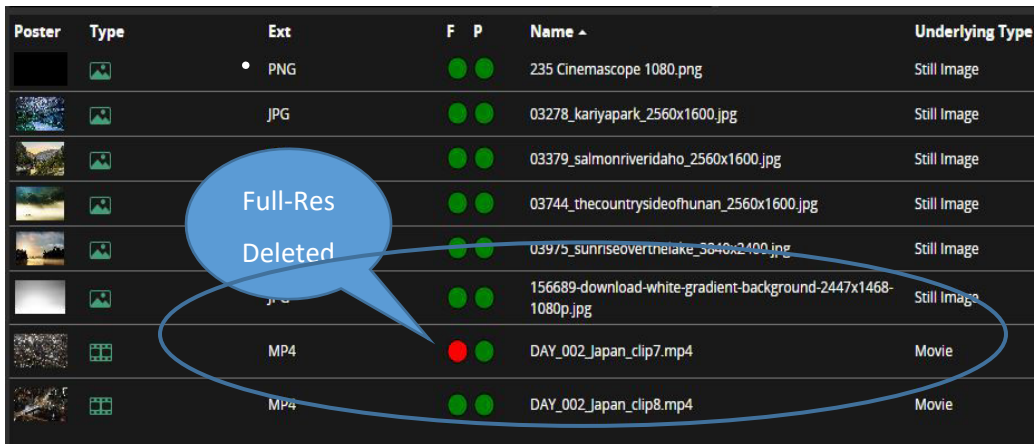 Poster Type Ext F P Name Underlying Type
PNG 235 Cinemascope 1080.png Still Image
JPG 03278_kariyapark_2560x1600.jpg Still Image
03379_salmonriveridaho_2560x1600.jpg Still Image
Full-Res
03744_thecountrysideofhunan_2560x1600.jpg Still Image
Deleted
03975_sunriseoverthelake_3840x2400.jpg Still Image
JPG 156689-download-white-gradient-background-2447x1468-
1080p.jpg Still Image
MP4 DAY_002_Japan_clip7.mp4 Movie
MP4 DAY_002_Japan_clip8.mp4 Movie